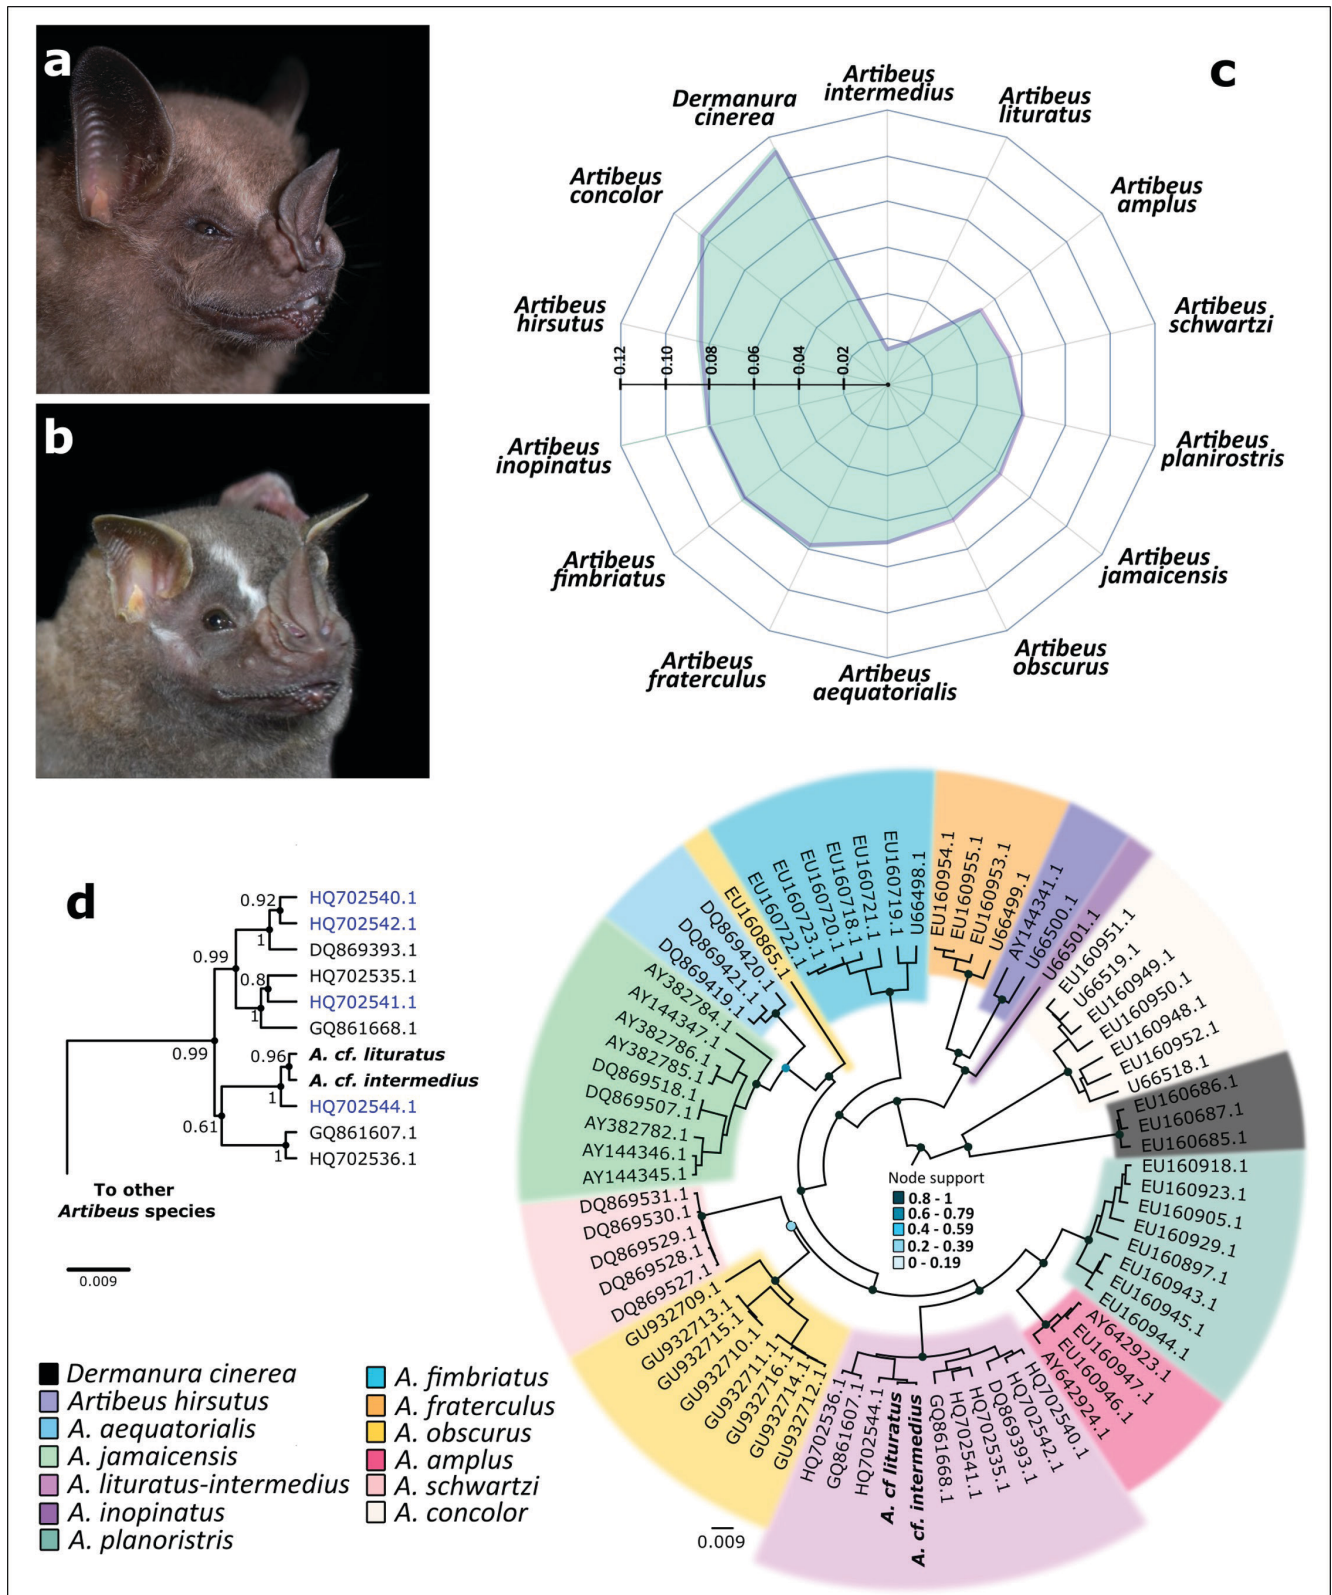 a
b
c
Artibeus
intermedius
Artibeus
lituratus
Artibeus
amplus
Artibeus
schwartzi
Artibeus
planirostris
Artibeus
jamaicensis
Artibeus
obscurus
Artibeus
aequatorialis
Artibeus
fraterculus
Artibeus
fimbriatus
Artibeus
inopinatus
Artibeus
hirsutus
Artibeus
concolor
Dermanura
cinerea
0.12
0.10
0.08
0.06
0.04
0.02
d
0.92
HQ702540.1
HQ702542.1
1
DQ869393.1
0.99
0.8
HQ702535.1
HQ702541.1
1
GQ861668.1
0.99
0.96
A. cf. lituratus
A. cf. intermedius
1
HQ702544.1
0.61
GQ861607.1
1
HQ702536.1
To other
Artibeus species
0.009
EU160865.1
EU160722.1
EU160723.1
EU160720.1
EU160718.1
EU160721.1
EU160719.1
U66498.1
EU160954.1
EU160955.1
EU160953.1
U66499.1
AY144341.1
U66500.1
U66501.1
EU160951.1
U66519.1
EU160949.1
EU160950.1
EU160948.1
EU160952.1
U66518.1
EU160686.1
EU160687.1
EU160685.1
EU160918.1
EU160923.1
EU160905.1
EU160929.1
EU160897.1
EU160943.1
EU160945.1
EU160944.1
AY642923.1
EU160947.1
EU160946.1
AY642924.1
HQ702540.1
HQ702542.1
DQ869393.1
HQ702535.1
HQ702541.1
GQ861668.1
A. cf. intermedius
A. cf lituratus
HQ702544.1
GQ861607.1
HQ702536.1
GU932712.1
GU932714.1
GU932716.1
GU932711.1
GU932710.1
GU932715.1
GU932713.1
GU932709.1
DQ869527.1
DQ869528.1
DQ869529.1
DQ869530.1
DQ869531.1
AY144345.1
AY144346.1
AY382782.1
DQ869507.1
DQ869518.1
AY382785.1
AY382786.1
AY144347.1
AY382784.1
DQ869419.1
DQ869421.1
DQ869420.1
Node support
0.8 - 1
0.6 - 0.79
0.4 - 0.59
0.2 - 0.39
0 - 0.19
0.009
Dermanura cinerea
Artibeus hirsutus
A. aequatorialis
A. jamaicensis
A. lituratus-intermedius
A. inopinatus
A. planoristris
A. fimbriatus
A. fraterculus
A. obscurus
A. amplus
A. schwartzi
A. concolor